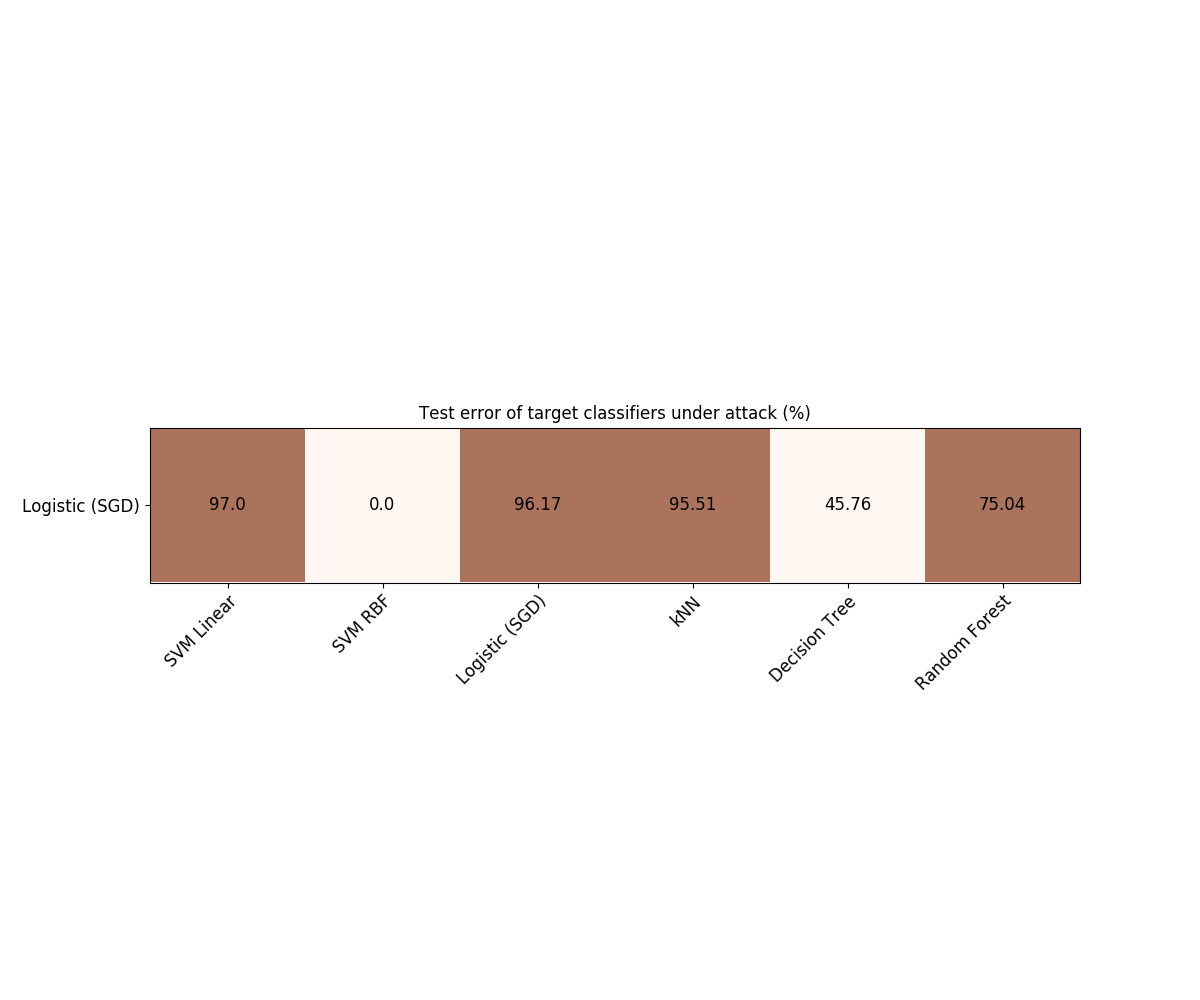 Test error of target classifiers under attack (%)
Logistic (SGD)
97.0 0.0 96.17 95.51 45.76 75.04
SVM Linear
SVM RBF
Logistic (SGD)
kNN
Decision Tree
Random Forest